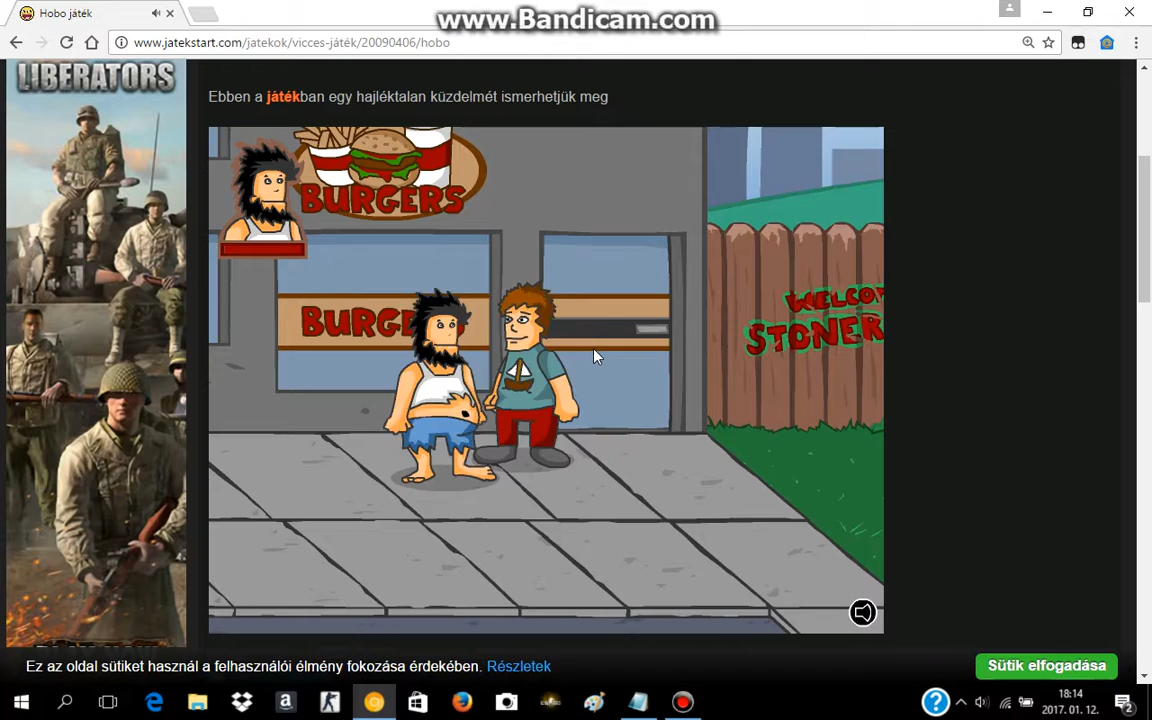 www.Bandicam.com
Hobo játék
www.jatekstart.com/jatekok/vicces-játék/20090406/hobo
LIBERATORS
Ebben a játékban egy hajléktalan küzdelmét ismerhetjük meg
BURGERS
WELCO
STONER
Ez az oldal sütiket használ a felhasználói élmény fokozása érdekében. Részletek
Sütik elfogadása
18:14
2017. 01. 12.
2